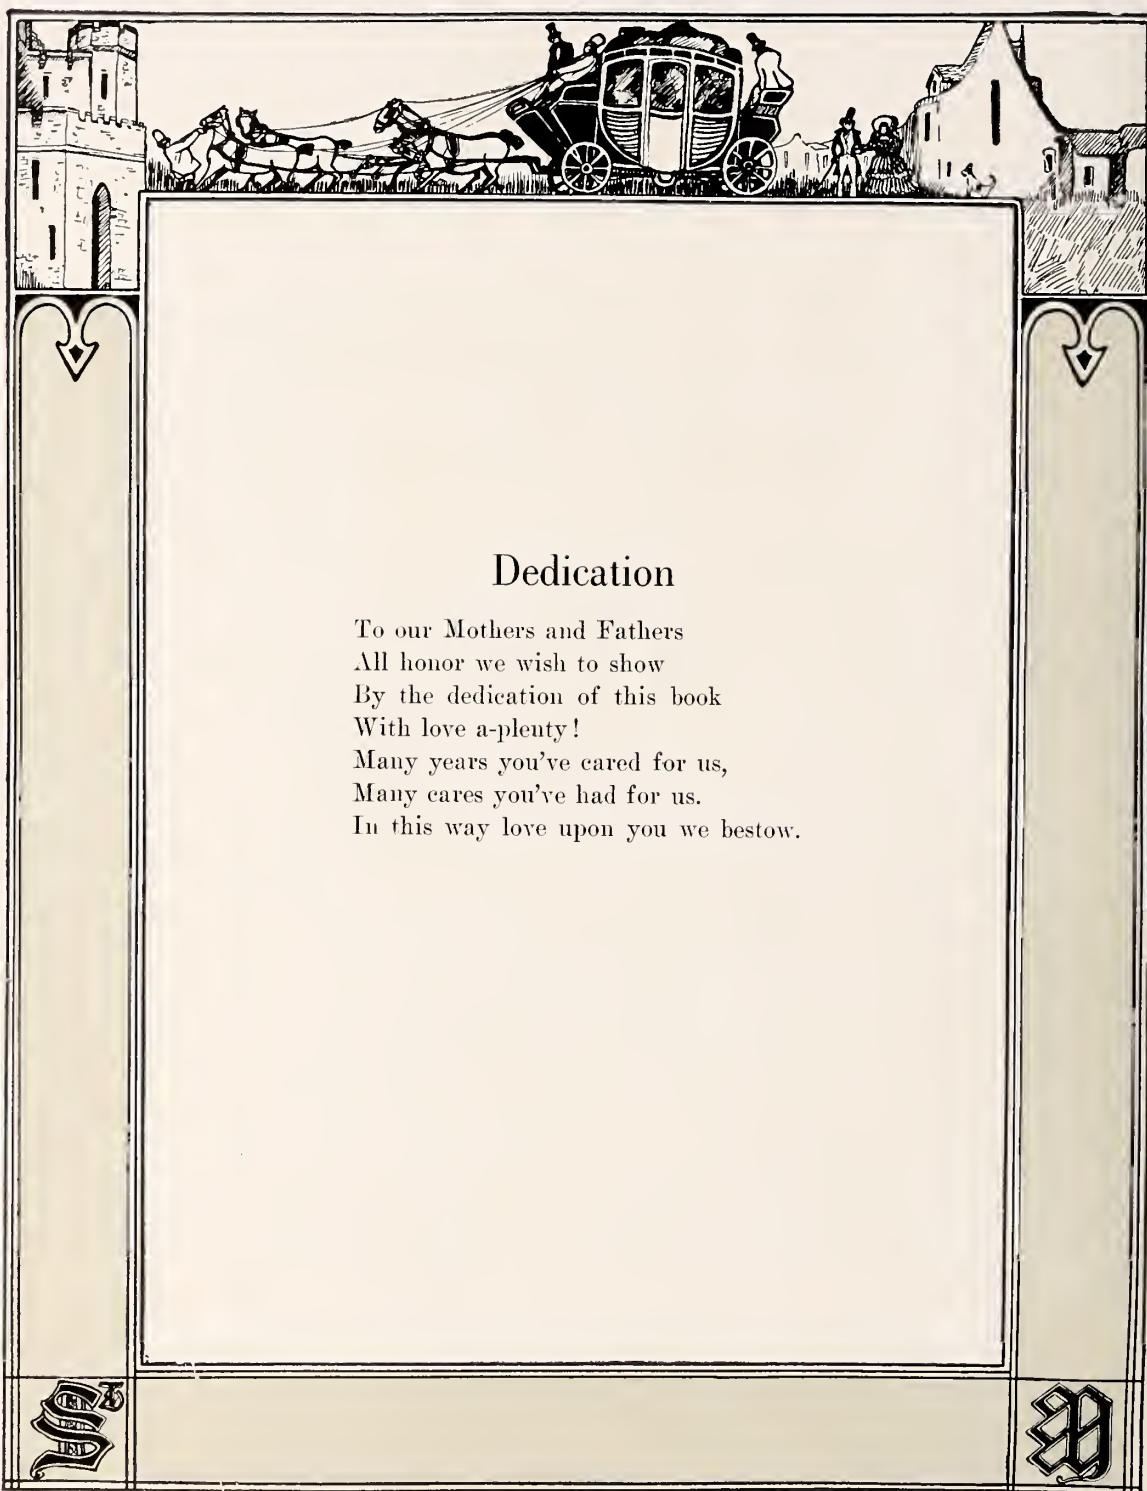 Dedication
To our Mothers and Fathers
All honor we wish to show
By the dedication of this book
With love a-plenty!
Many years you've cared for us,
Many cares you've had for us.
In this way love upon you we bestow.
St
M